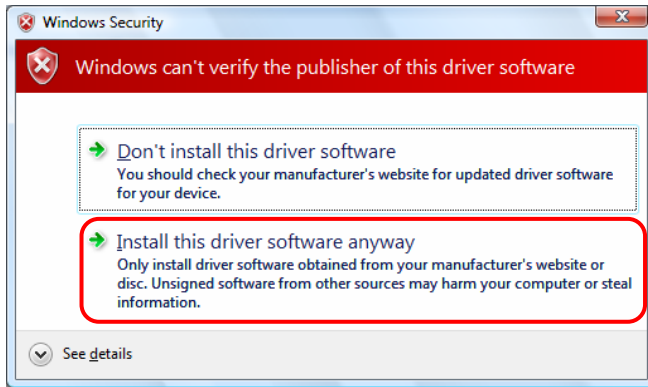 Windows Security
Windows can't verify the publisher of this driver software
Don't install this driver software
You should check your manufacturer's website for updated driver software
for your device.
Install this driver software anyway
Only install driver software obtained from your manufacturer's website or
disc. Unsigned software from other sources may harm your computer or steal
information.
See details